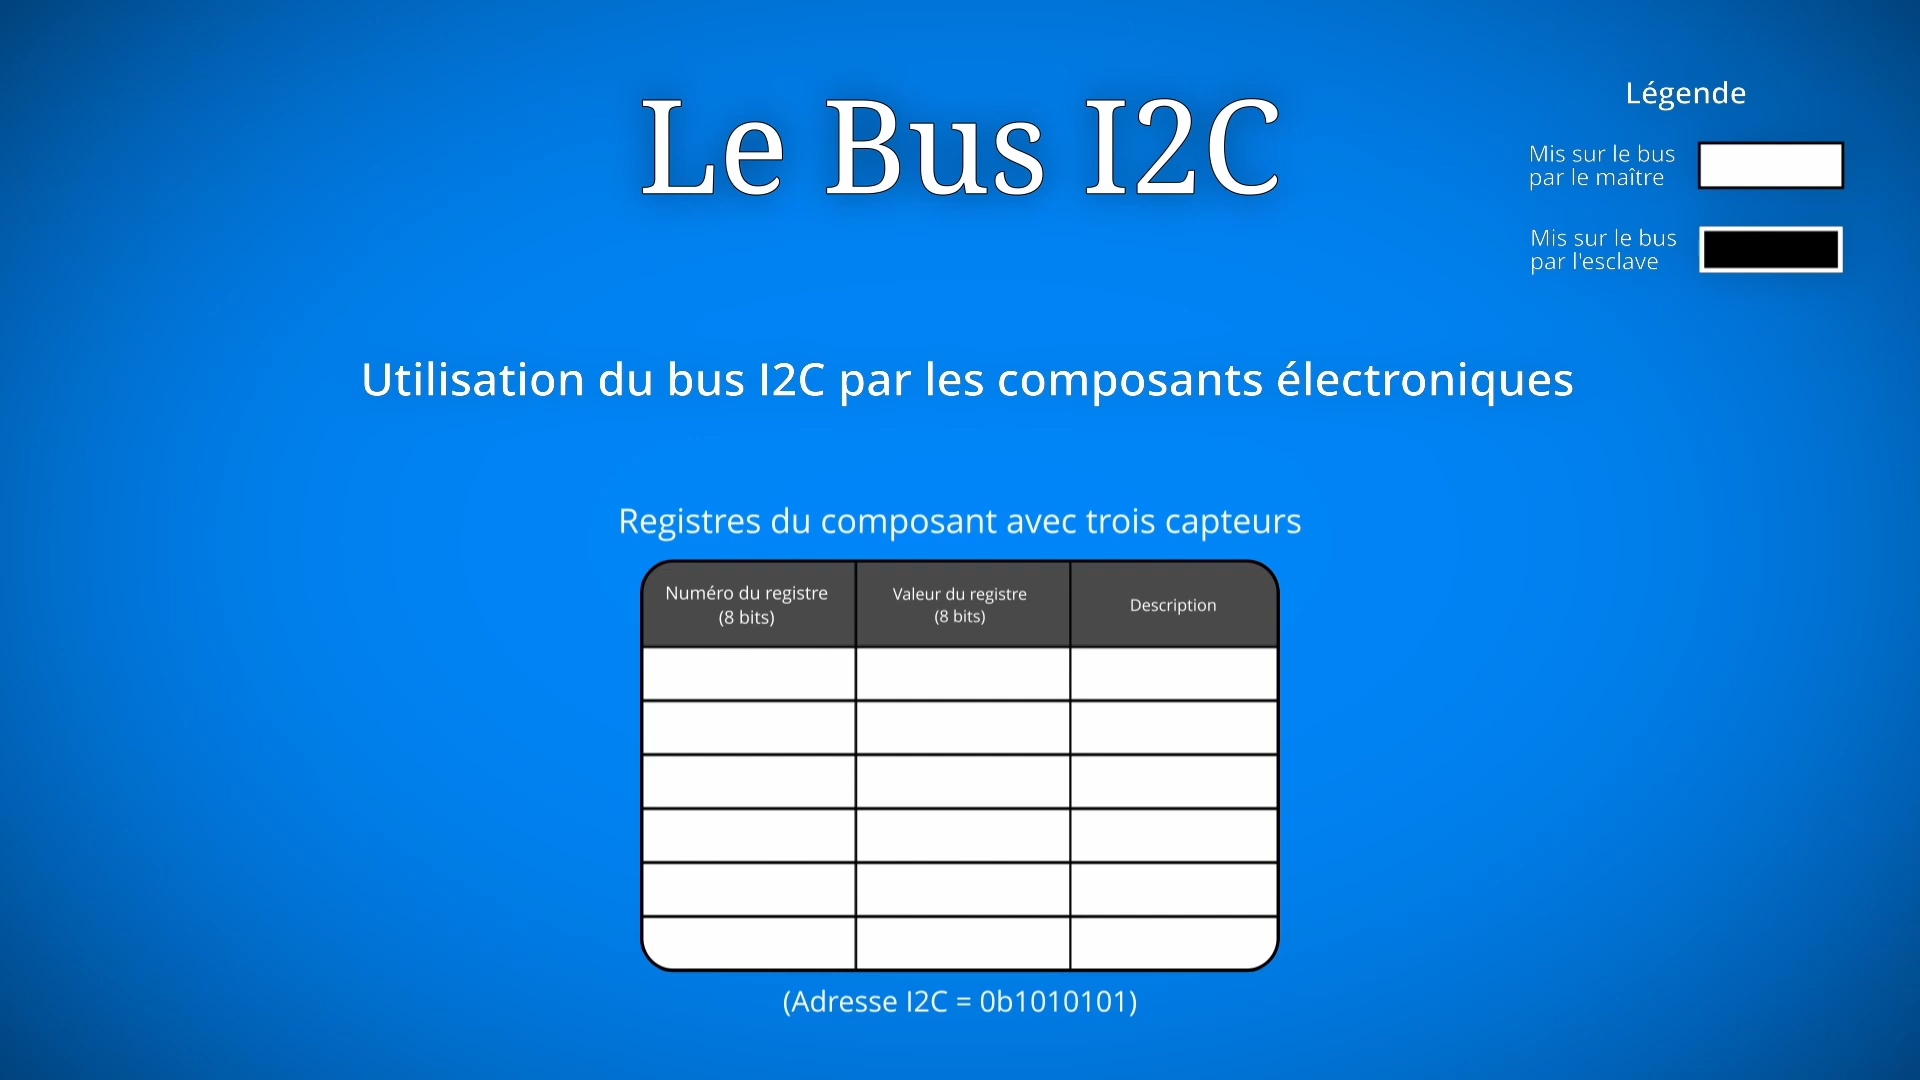 Le Bus I2C
Légende
Mis sur le bus
par le maître
Mis sur le bus
par l'esclave
Utilisation du bus I2C par les composants électroniques
Registres du composant avec trois capteurs
Numéro du registre
(8 bits)
Valeur du registre
(8 bits)
Description
(Adresse I2C = 0b1010101)